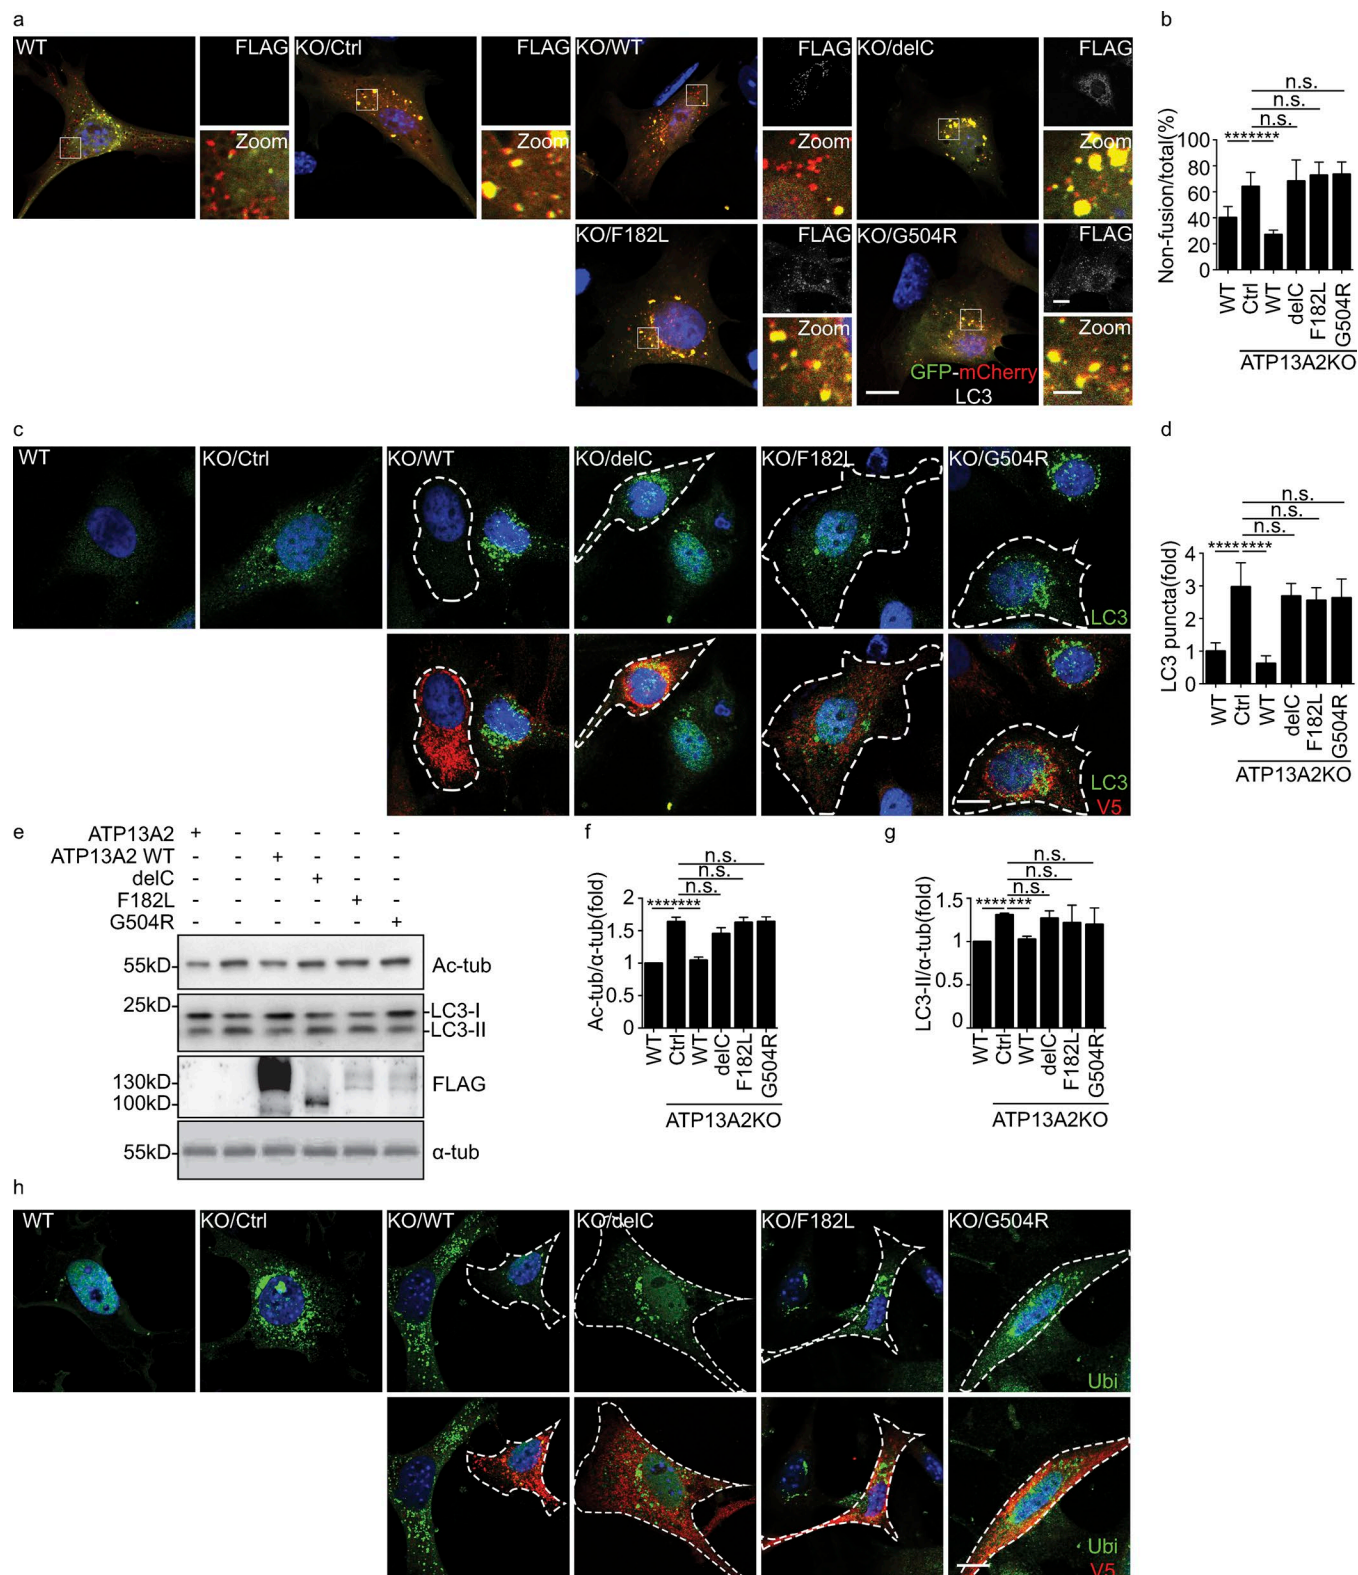 a
WT
FLAG
Zoom
KO/Ctrl
FLAG
Zoom
KO/WT
FLAG
Zoom
KO/delC
FLAG
Zoom
KO/F182L
FLAG
Zoom
KO/G504R
FLAG
Zoom
GFP-mCherry
LC3
b
n.s.
n.s.
n.s.
*******
Non-fusion/total(%)
100
80
60
40
20
0
WT
Ctrl
WT
delC
F182L
G504R
ATP13A2KO
c
WT
KO/Ctrl
KO/WT
KO/delC
KO/F182L
KO/G504R
LC3
LC3
V5
d
n.s.
n.s.
n.s.
********
LC3 puncta(fold)
4
3
2
1
0
WT
Ctrl
WT
delC
F182L
G504R
ATP13A2KO
e
ATP13A2 + - - - - -
ATP13A2 WT - - + - - -
delC - - - + - -
F182L - - - - + -
G504R - - - - - +
55kD
Ac-tub
25kD
LC3-I
LC3-II
130kD
100kD
FLAG
55kD
α-tub
f
n.s.
n.s.
n.s.
*******
Ac-tub/α-tub(fold)
2
1.5
1
0.5
0
WT
Ctrl
WT
delC
F182L
G504R
ATP13A2KO
g
n.s.
n.s.
n.s.
*******
LC3-II/α-tub(fold)
1.5
1
0.5
0
WT
Ctrl
WT
delC
F182L
G504R
ATP13A2KO
h
WT
KO/Ctrl
KO/WT
KO/delC
KO/F182L
KO/G504R
Ubi
Ubi
V5